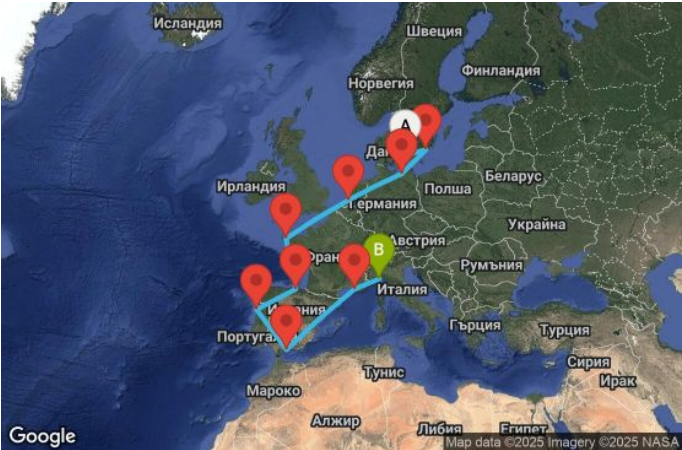 Исландия
Швеция
Финландия
Норвегия
A
Да
Беларус
Ирландия
Полша
Германия
Украйна
Австрия
B
Фран
Румъния
Италия
Испания
Гърция
Португал
Турция
Сирия
Тунис
Ирак
Мароко
Алжир
Либия
Египет
Google
Map data ©2025 Imagery ©2025 NASA